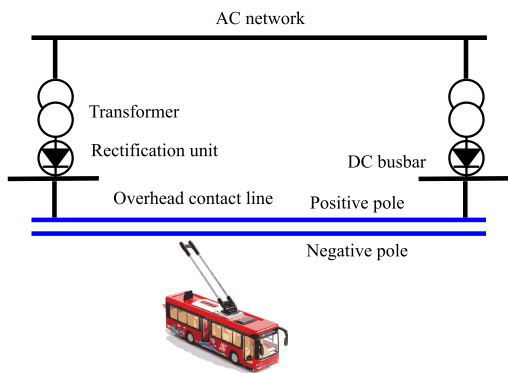 AC network
Transformer
Rectification unit
DC busbar
Overhead contact line
Positive pole
Negative pole